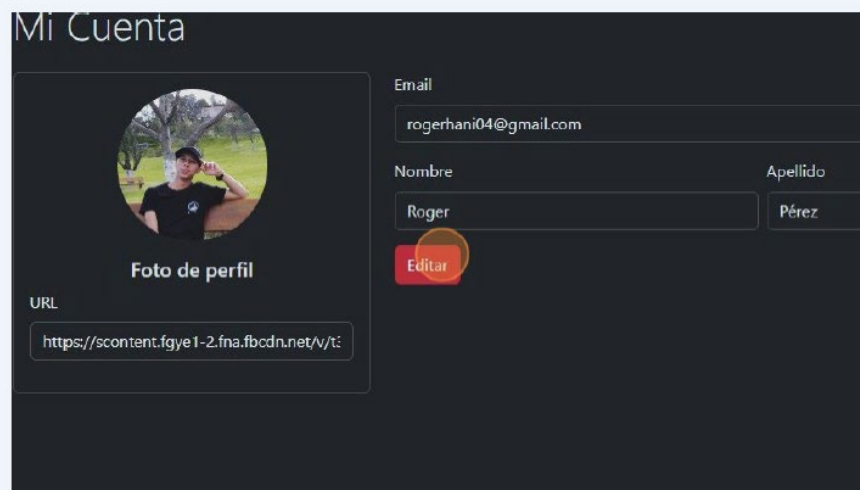 Mi Cuenta
Foto de perfil
URL
https://scontent.fgye1-2.fna.fbcdn.net/v/t3
Email
rogerhani04@gmail.com
Nombre
Apellido
Roger
Pérez
Editar